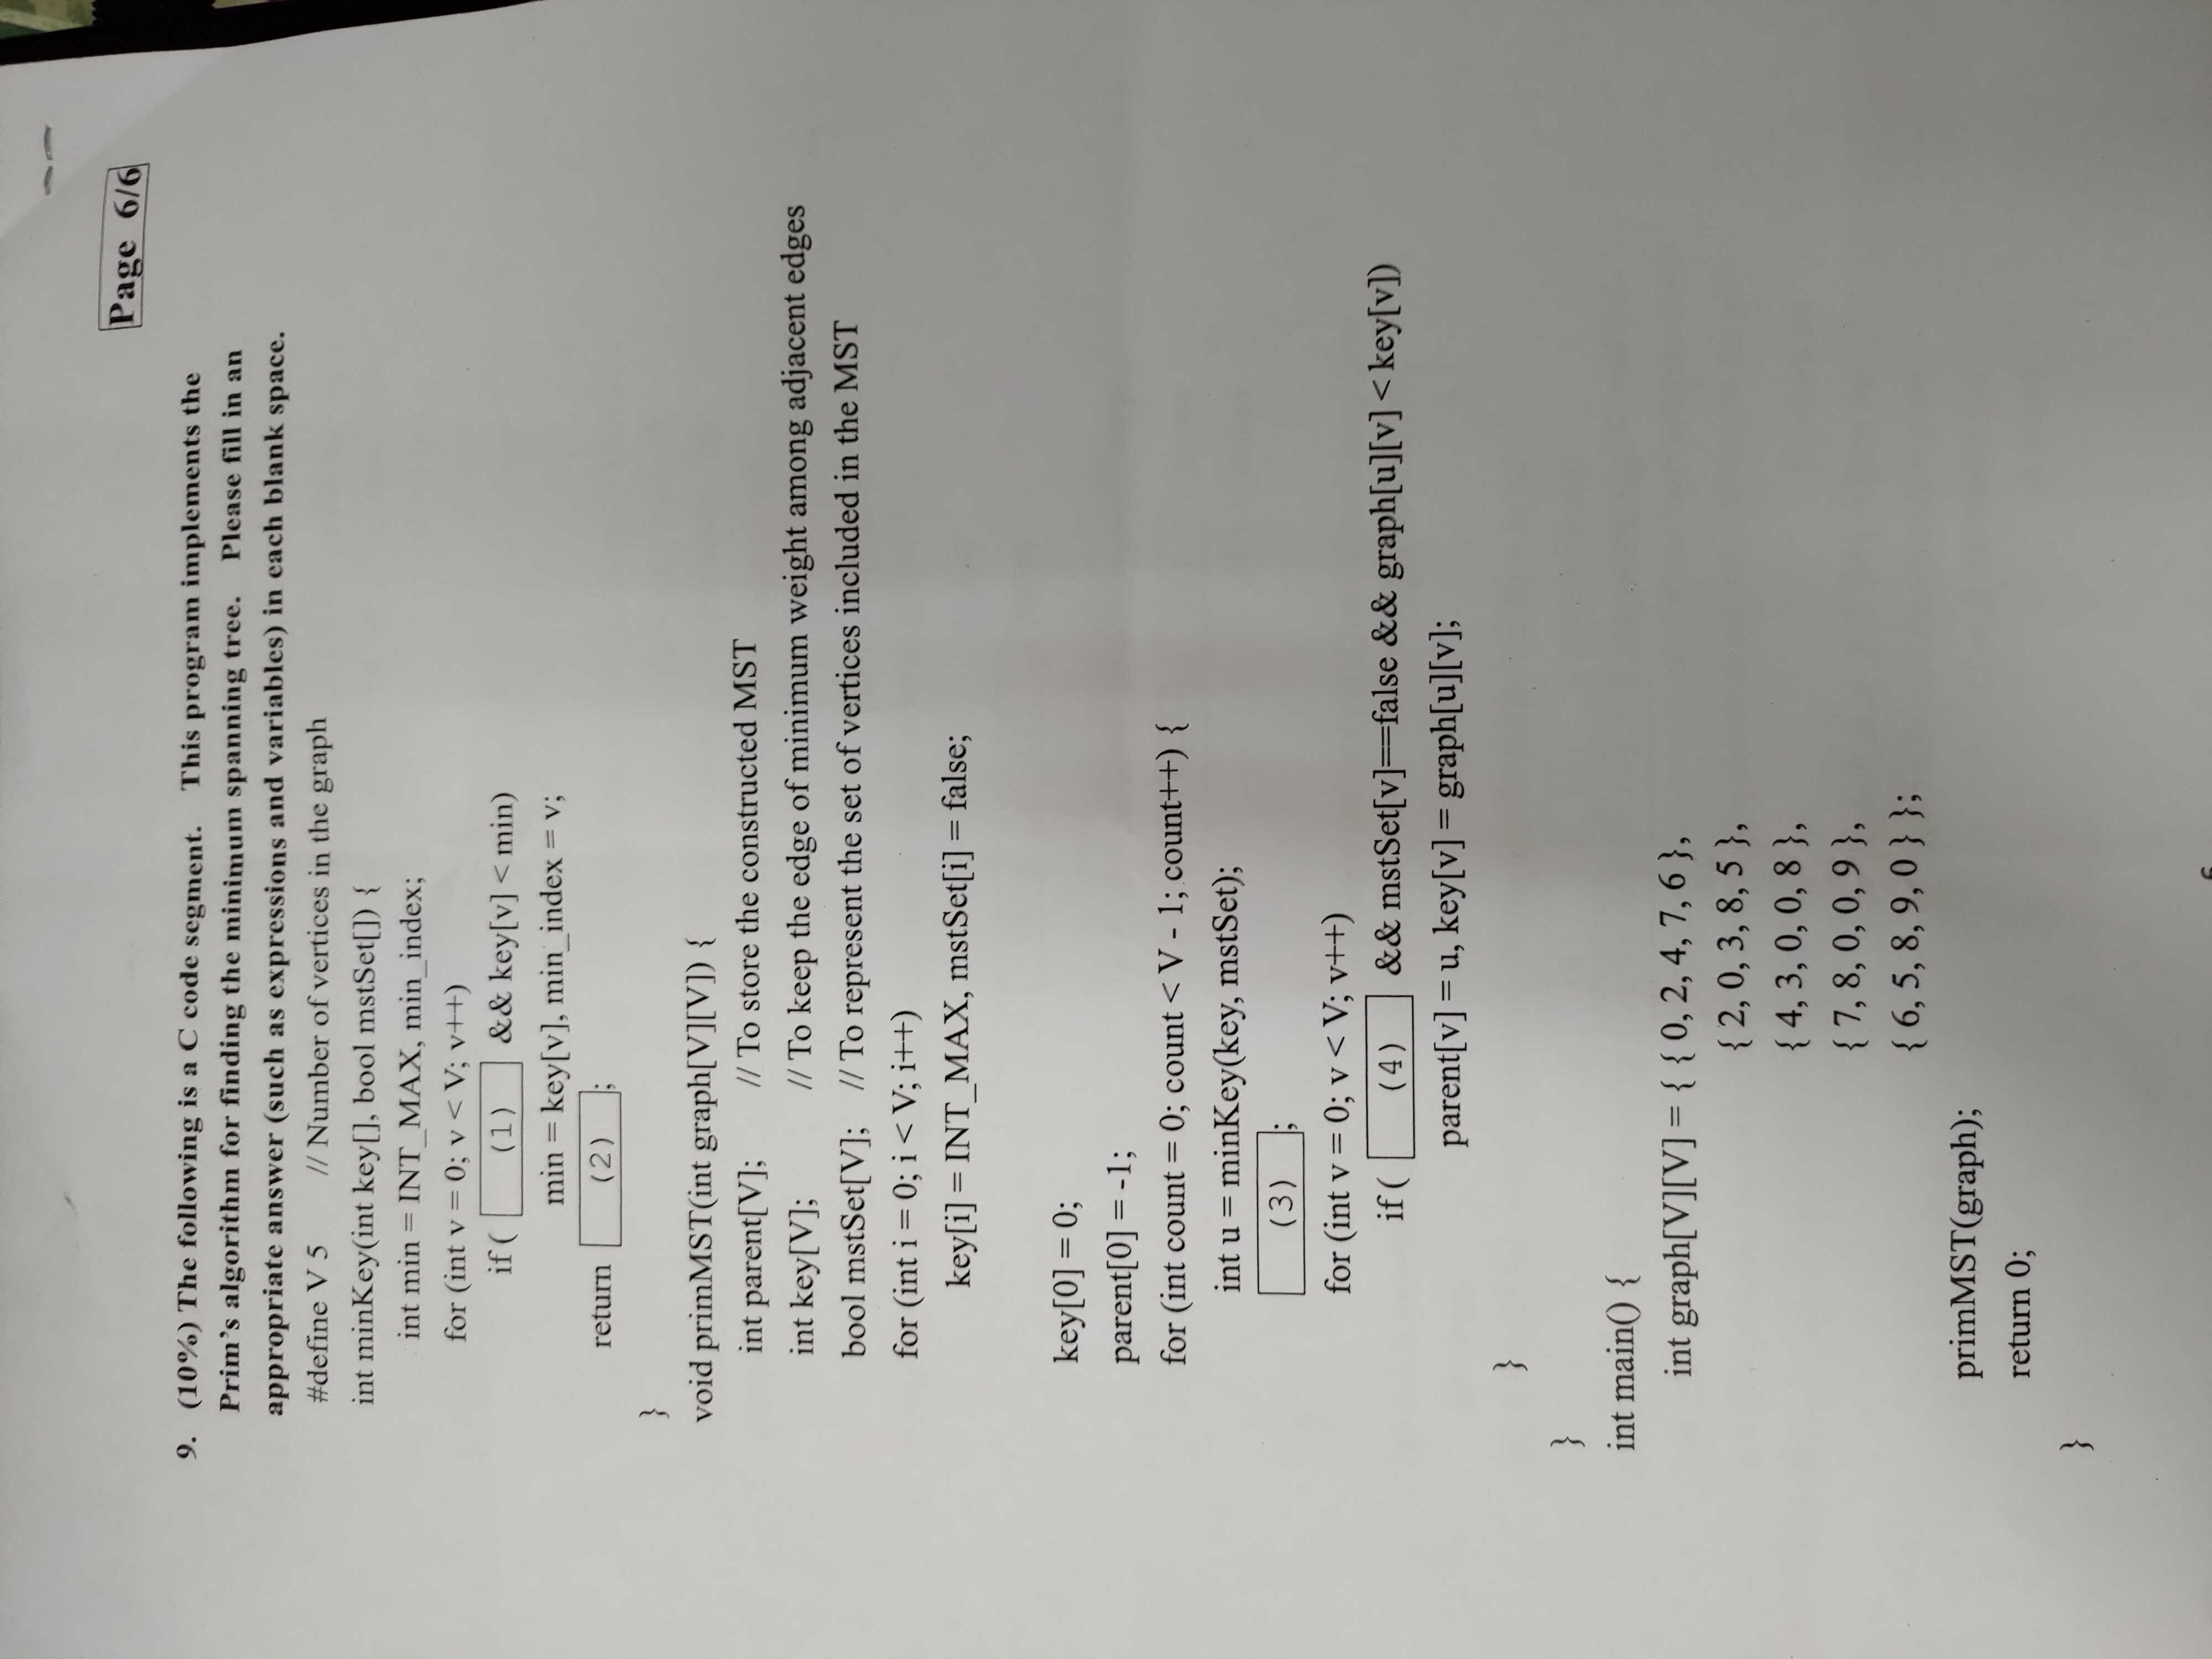 Page 6/6
9. (10%) The following is a C code segment. This program implements the
Prim's algorithm for finding the minimum spanning tree. Please fill in an
appropriate answer (such as expressions and variables) in each blank space.
#define V 5 // Number of vertices in the graph
int minKey(int key[], bool mstSet[]) {
int min = INT_MAX, min_index;
for (int v = 0; v < V; v++)
if ( (1) && key[v] < min)
min = key[v], min_index = v;
return (2) ;
}
void primMST(int graph[V][V]) {
int parent[V]; // To store the constructed MST
int key[V]; // To keep the edge of minimum weight among adjacent edges
bool mstSet[V]; // To represent the set of vertices included in the MST
for (int i = 0; i < V; i++)
key[i] = INT_MAX, mstSet[i] = false;
key[0] = 0;
parent[0] = -1;
for (int count = 0; count < V - 1; count++) {
int u = minKey(key, mstSet);
(3) ;
for (int v = 0; v < V; v++)
if ( (4) && mstSet[v]==false && graph[u][v] < key[v])
parent[v] = u, key[v] = graph[u][v];
}
}
int main() {
int graph[V][V] = { { 0, 2, 4, 7, 6 },
{ 2, 0, 3, 8, 5 },
{ 4, 3, 0, 0, 8 },
{ 7, 8, 0, 0, 9 },
{ 6, 5, 8, 9, 0 } };
primMST(graph);
return 0;
}
6